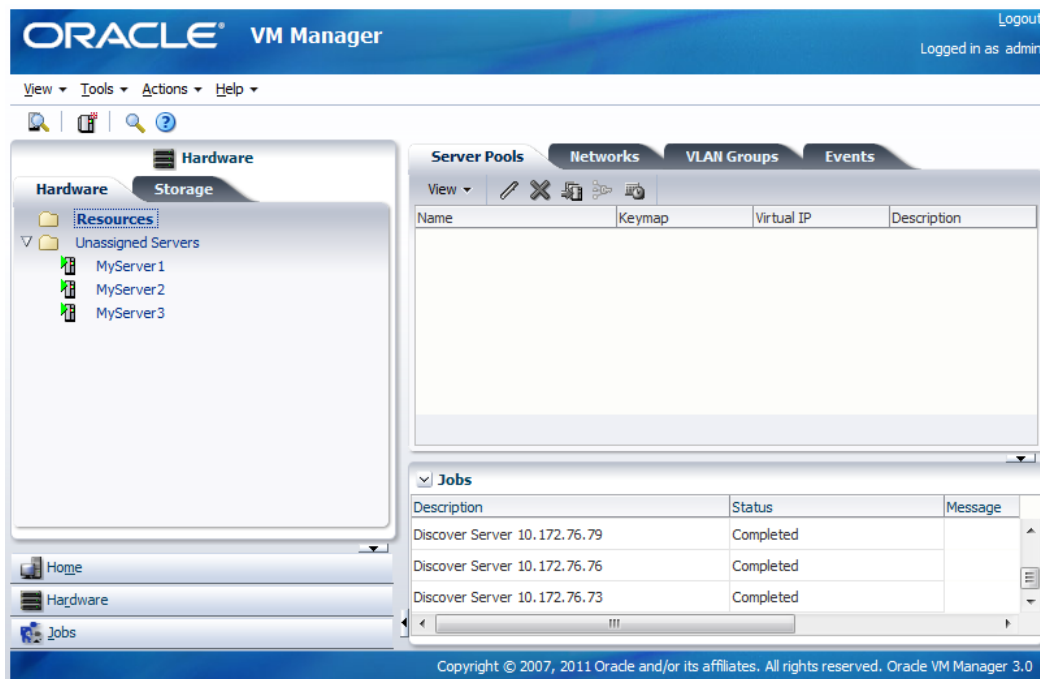 ORACLE® VM Manager
Logout
Logged in as admin
View Tools Actions Help
Hardware
Hardware Storage
Resources
Unassigned Servers
MyServer1
MyServer2
MyServer3
Home
Hardware
Jobs
Server Pools Networks VLAN Groups Events
View
Name Keymap Virtual IP Description
Jobs
Description Status Message
Discover Server 10.172.76.79 Completed
Discover Server 10.172.76.76 Completed
Discover Server 10.172.76.73 Completed
Copyright © 2007, 2011 Oracle and/or its affiliates. All rights reserved. Oracle VM Manager 3.0